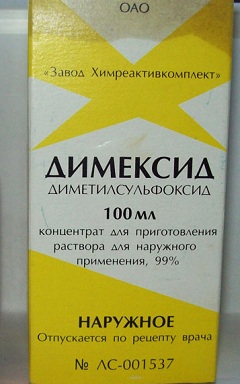 ОАО
«Завод Химреактивкомплект»
ДИМЕКСИД
ДИМЕТИЛСУЛЬФОКСИД
100 мл
концентрат для приготовления
раствора для наружного
применения, 99%
НАРУЖНОЕ
Отпускается по рецепту врача
№ ЛС-001537